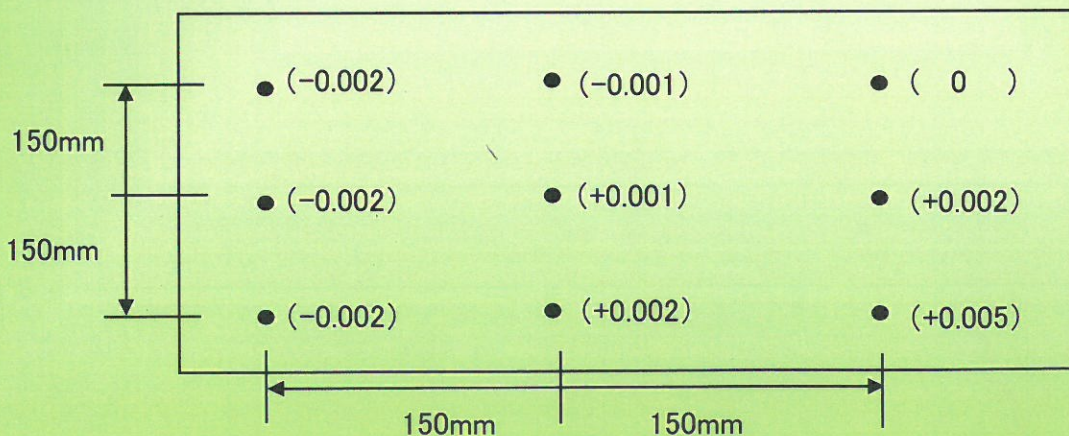 (-0.002) (-0.001) ( 0 )
150mm
(-0.002) (+0.001) (+0.002)
150mm
(-0.002) (+0.002) (+0.005)
150mm 150mm